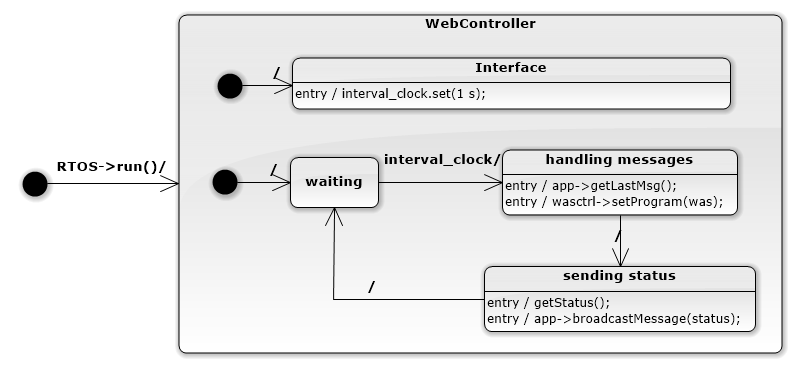 WebController
Interface
/
entry / interval_clock.set(1 s);
RTOS->run()/
/
waiting
interval_clock/
handling messages
entry / app->getLastMsg();
entry / wasctrl->setProgram(was);
/
sending status
/
entry / getStatus();
entry / app->broadcastMessage(status);